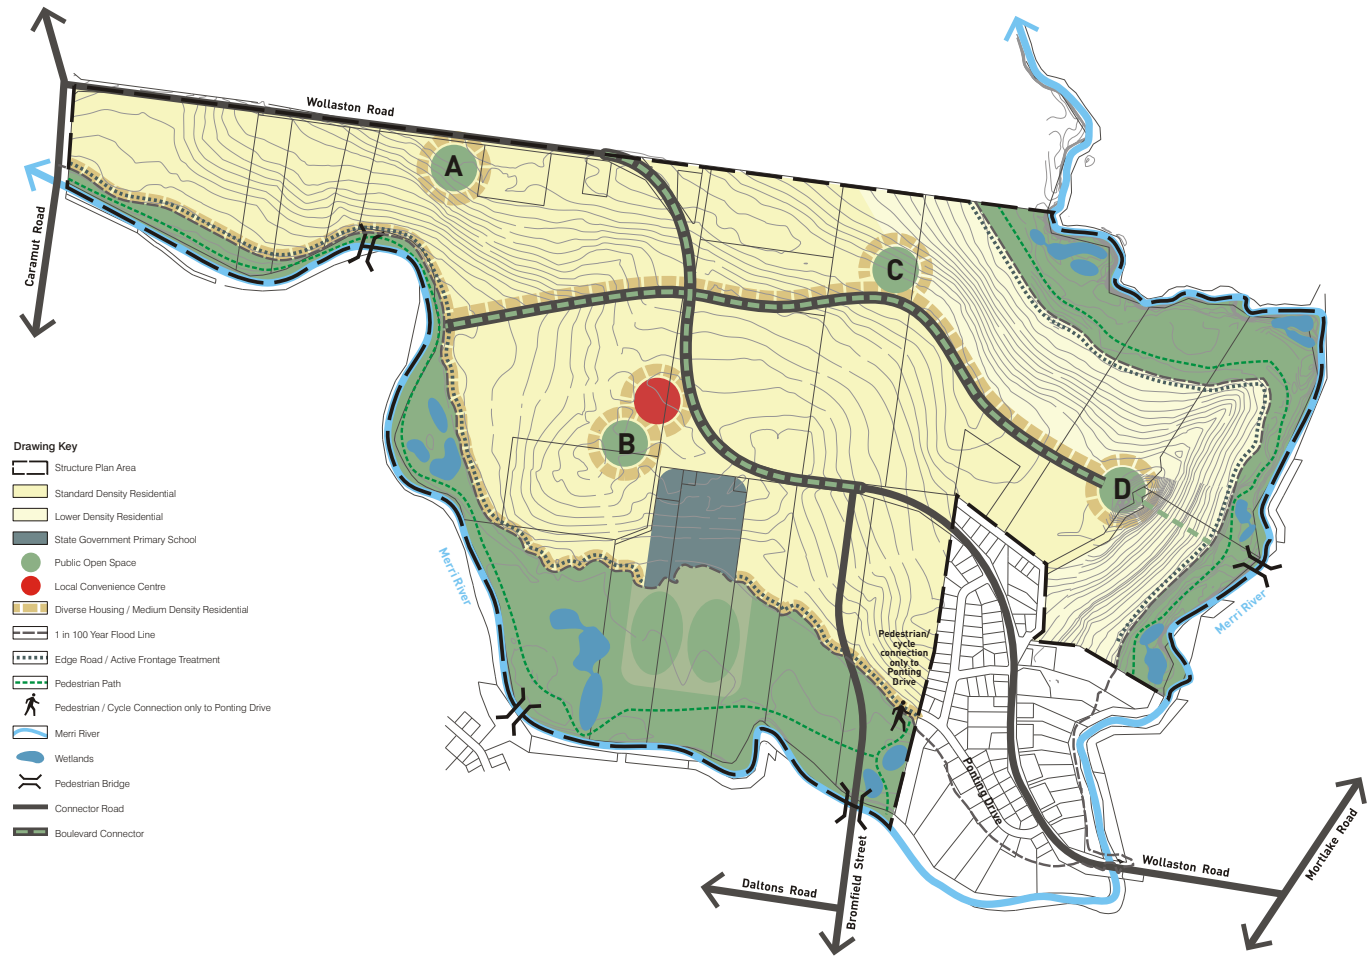 Wollaston Road
A
Caramut Road
C
B
D
Drawing Key
Structure Plan Area
Standard Density Residential
Lower Density Residential
State Government Primary School
Public Open Space
Local Convenience Centre
Diverse Housing / Medium Density Residential
1 in 100 Year Flood Line
Edge Road / Active Frontage Treatment
Pedestrian Path
Pedestrian / Cycle Connection only to Ponting Drive
Merri River
Wetlands
Pedestrian Bridge
Connector Road
Boulevard Connector
Merri River
Merri River
Pedestrian/
cycle
connection
only to
Ponting
Drive
Ponting Drive
Mortlake Road
Wollaston Road
Daltons Road
Bromfield Street